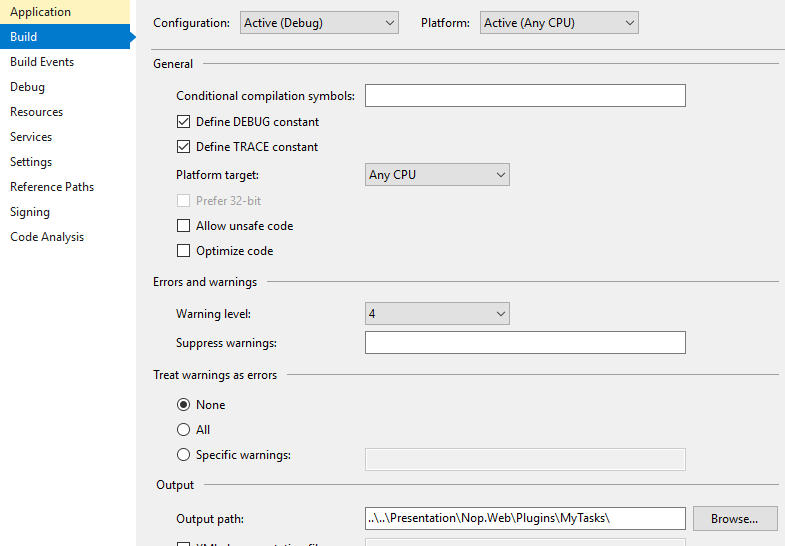 Application
Build
Build Events
Debug
Resources
Services
Settings
Reference Paths
Signing
Code Analysis
Configuration: Active (Debug) Platform: Active (Any CPU)
General
Conditional compilation symbols:
Define DEBUG constant
Define TRACE constant
Platform target: Any CPU
Prefer 32-bit
Allow unsafe code
Optimize code
Errors and warnings
Warning level: 4
Suppress warnings:
Treat warnings as errors
None
All
Specific warnings:
Output
Output path: ..\..\Presentation\Nop.Web\Plugins\MyTasks\ Browse...